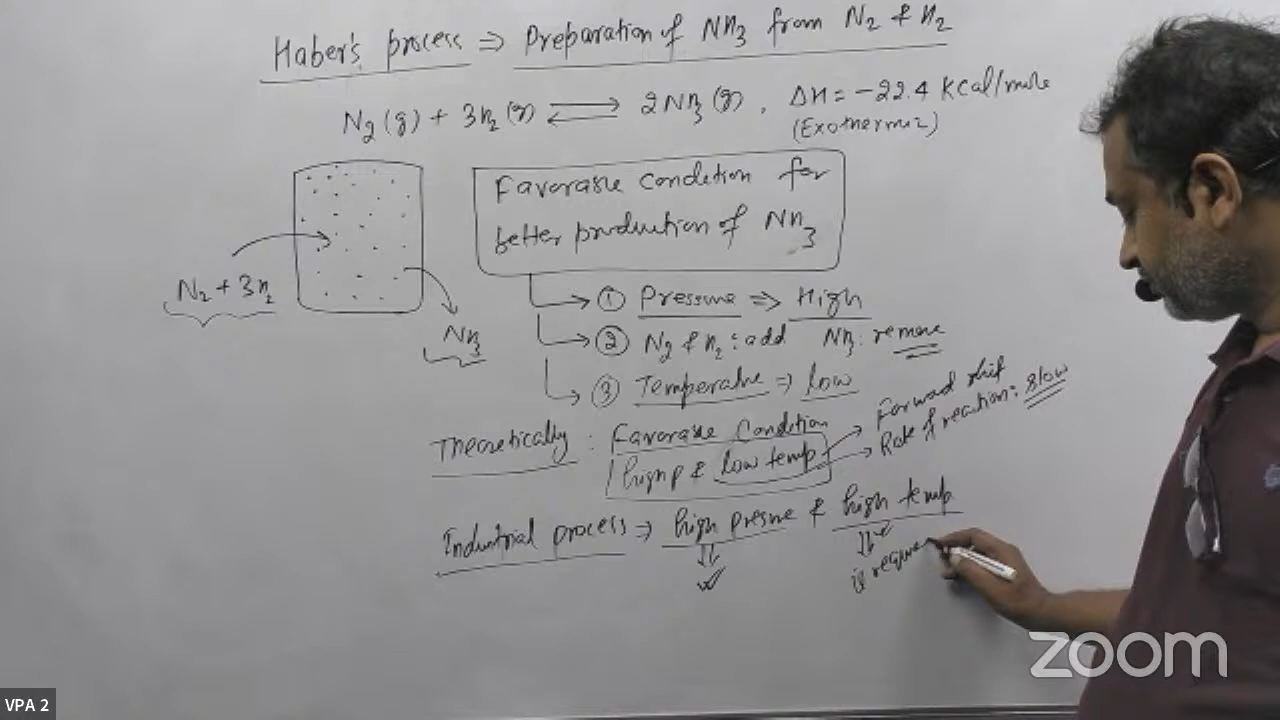 Haber's process ⇒ Preparation of NH3 from N2 & H2
N2(g) + 3H2(g) ⇌ 2NH3(g), ΔH = -22.4 Kcal/mole
(Exothermic)
Favorable condition for
better production of NH3
N2 + 3H2
NH3
① Pressure ⇒ High
② N2 & H2 : add NH3 : remove
③ Temperature ⇒ low
Theoretically : Favorable Condition
high p & low temp
Forward shift
Rate of reaction: slow
Industrial process → high presure & high temp
is require
zoom
VPA 2